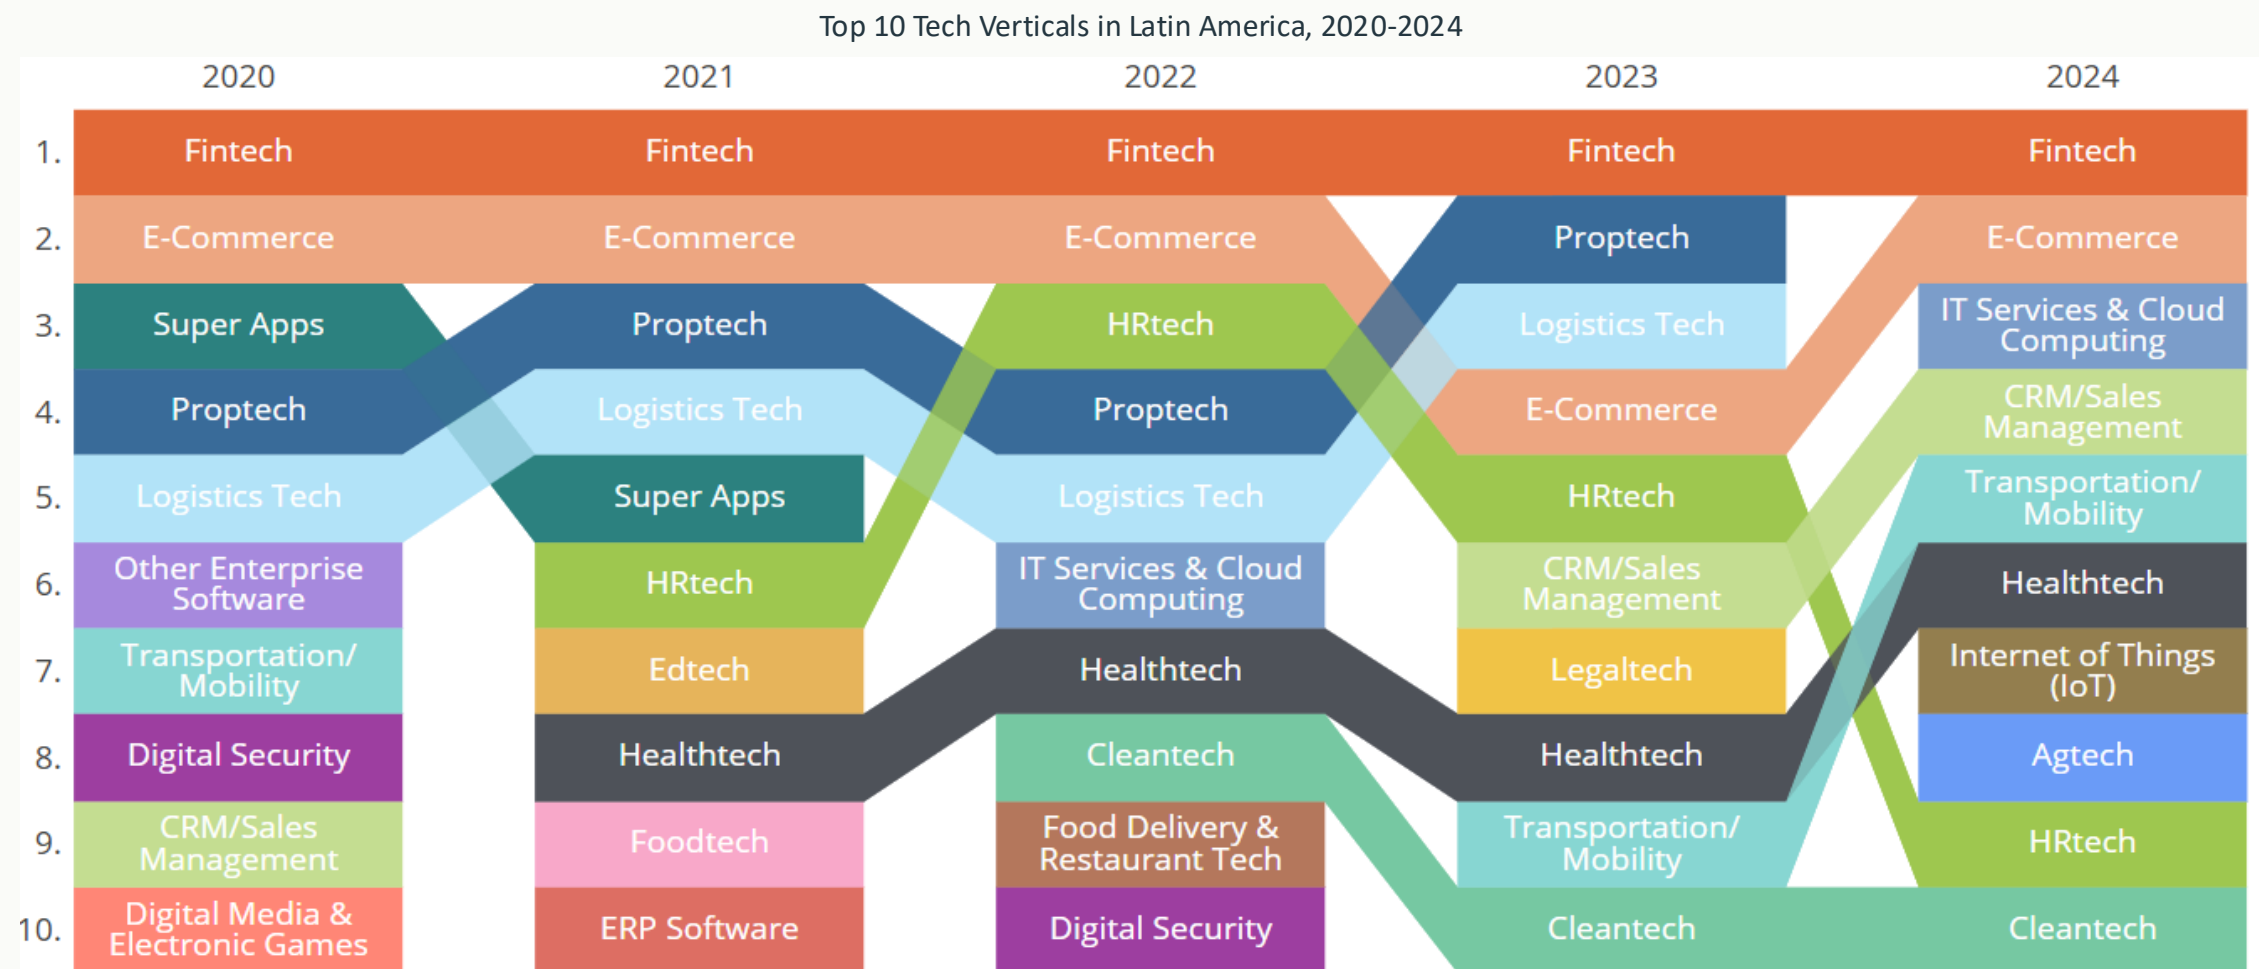 Top 10 Tech Verticals in Latin America, 2020-2024
2020 2021 2022 2023 2024
1. Fintech Fintech Fintech Fintech Fintech
2. E-Commerce E-Commerce E-Commerce Proptech E-Commerce
3. Super Apps Proptech HRtech Logistics Tech IT Services & Cloud
Computing
4. Proptech Logistics Tech Proptech E-Commerce CRM/Sales
Management
5. Logistics Tech Super Apps Logistics Tech HRtech Transportation/
Mobility
6. Other Enterprise
Software
HRtech
IT Services & Cloud
Computing
CRM/Sales
Management
Healthtech
7. Transportation/
Mobility
Edtech
Healthtech
Legaltech
Internet of Things
(IoT)
8. Digital Security Healthtech Cleantech Healthtech Agtech
9. CRM/Sales
Management
Foodtech
Food Delivery &
Restaurant Tech
Transportation/
Mobility
HRtech
10. Digital Media &
Electronic Games
ERP Software
Digital Security
Cleantech
Cleantech